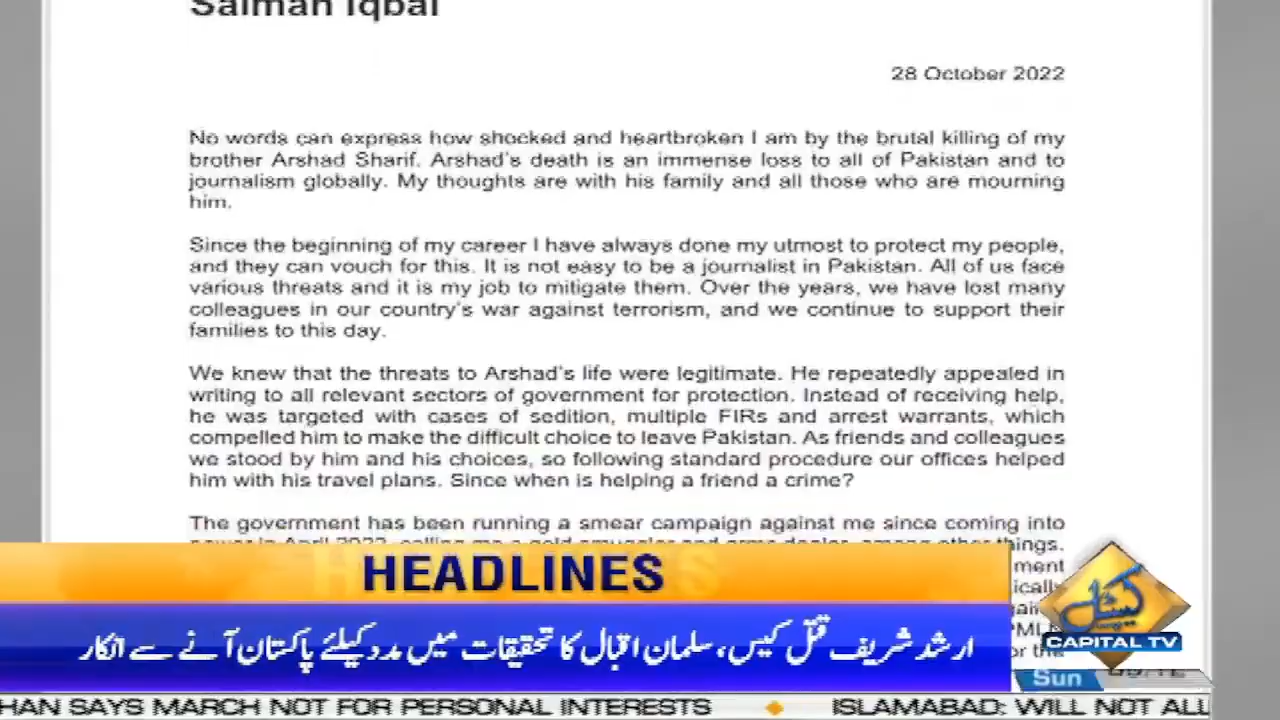 Salman Iqbal
28 October 2022
No words can express how shocked and heartbroken I am by the brutal killing of my
brother Arshad Sharif. Arshad's death is an immense loss to all of Pakistan and to
journalism globally. My thoughts are with his family and all those who are mourning
him.
Since the beginning of my career I have always done my utmost to protect my people,
and they can vouch for this. It is not easy to be a journalist in Pakistan. All of us face
various threats and it is my job to mitigate them. Over the years, we have lost many
colleagues in our country's war against terrorism, and we continue to support their
families to this day.
We knew that the threats to Arshad's life were legitimate. He repeatedly appealed in
writing to all relevant sectors of government for protection. Instead of receiving help,
he was targeted with cases of sedition, multiple FIRs and arrest warrants, which
compelled him to make the difficult choice to leave Pakistan. As friends and colleagues
we stood by him and his choices, so following standard procedure our offices helped
him with his travel plans. Since when is helping a friend a crime?
The government has been running a smear campaign against me since coming into
things.
HEADLINES
ارشد شریف قتل کیس، سلمان اقبال کا تحقیقات میں مدد کیلئے پاکستان آنے سے انکار
کیپیٹل
CAPITAL TV
Sun
HAN SAYS MARCH NOT FOR PERSONAL INTERESTS
ISLAMABAD: WILL NOT ALL